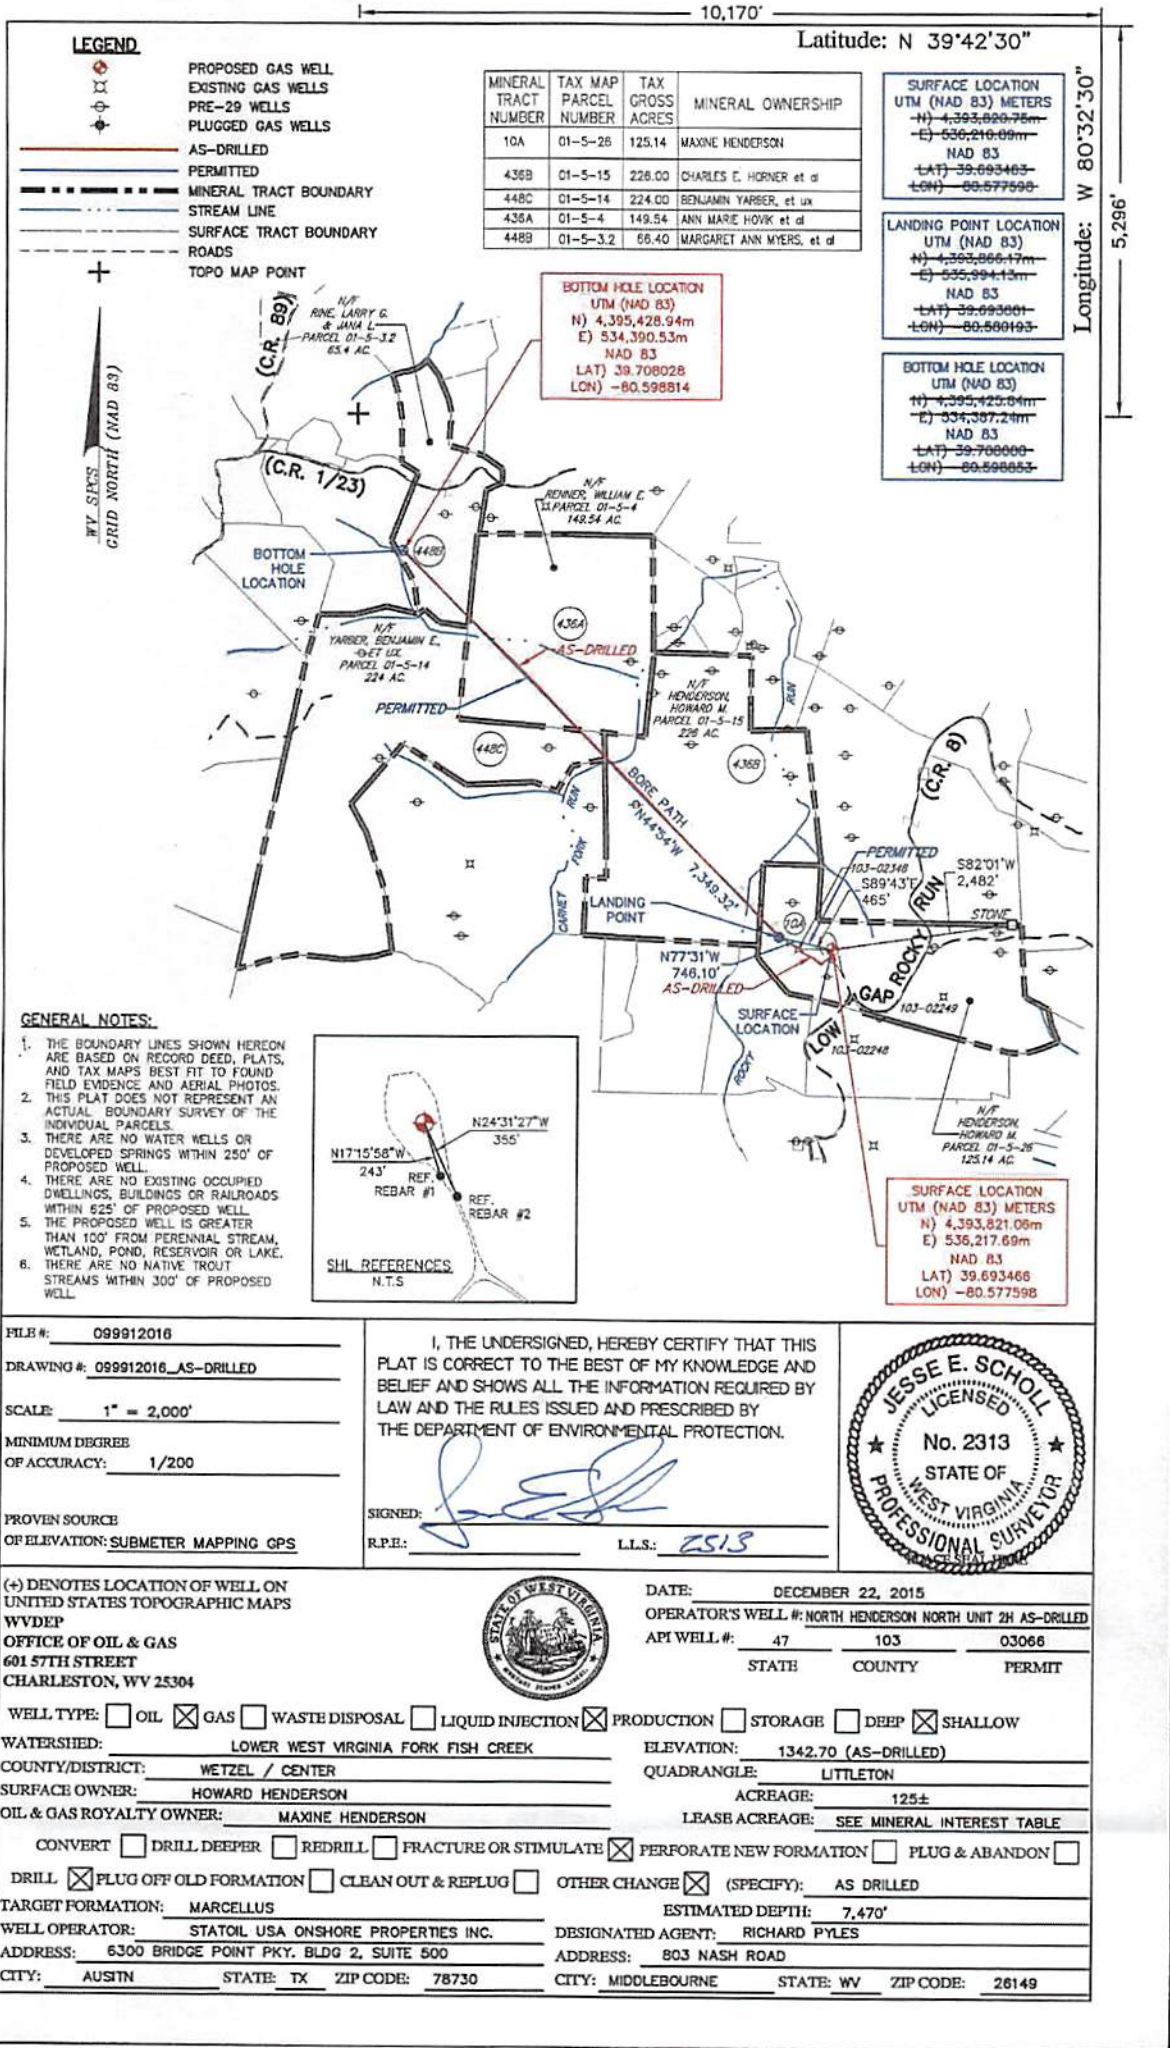 10,170'
Latitude: N 39°42'30"
Longitude: W 80°32'30"
5,296'
LEGEND
PROPOSED GAS WELL
EXISTING GAS WELLS
PRE-29 WELLS
PLUGGED GAS WELLS
AS-DRILLED
PERMITTED
MINERAL TRACT BOUNDARY
STREAM LINE
SURFACE TRACT BOUNDARY
ROADS
TOPO MAP POINT
MINERAL TRACT NUMBER TAX MAP PARCEL NUMBER TAX GROSS ACRES MINERAL OWNERSHIP
10A 01-5-26 125.14 MAXINE HENDERSON
436B 01-5-15 226.00 CHARLES E. HORNER et al
448C 01-5-14 224.00 BENJAMIN YARBER, et ux
436A 01-5-4 149.54 ANN MARIE HOVIK et al
448B 01-5-3.2 66.40 MARGARET ANN MYERS, et al
SURFACE LOCATION
UTM (NAD 83) METERS
N) 4,393,820.75m
E) 536,210.09m
NAD 83
LAT) 39.693463
LON) -80.577598
LANDING POINT LOCATION
UTM (NAD 83)
N) 4,393,866.17m
E) 535,994.13m
NAD 83
LAT) 39.693881
LON) -80.580193
BOTTOM HOLE LOCATION
UTM (NAD 83)
N) 4,395,425.84m
E) 534,387.24m
NAD 83
LAT) 39.708000
LON) -80.598853
BOTTOM HOLE LOCATION
UTM (NAD 83)
N) 4,395,428.94m
E) 534,390.53m
NAD 83
LAT) 39.708028
LON) -80.598814
WV SPCS
GRID NORTH (NAD 83)
(C.R. 89)
N/F
RINE, LARRY G.
& JANA L.
PARCEL 01-5-3.2
65.4 AC.
(C.R. 1/23)
N/F
RENNER, WILLIAM E.
PARCEL 01-5-4
149.54 AC.
BOTTOM
HOLE
LOCATION
448B
436A
N/F
YARBER, BENJAMIN E.
ET UX.
PARCEL 01-5-14
224 AC.
AS-DRILLED
PERMITTED
N/F
HENDERSON,
HOWARD M.
PARCEL 01-5-15
226 AC.
RUN
448C
436B
(C.R. 8)
BORE PATH
N44°54'W 7,349.32'
CARNEY FORK RUN
PERMITTED
103-02346
S89°43'E
465'
S82°01'W
2,482'
STONE
LANDING
POINT
10A
N77°31'W
746.10'
AS-DRILLED
SURFACE
LOCATION
LOW GAP ROCKY RUN
103-02249
103-02248
ROCKY
N/F
HENDERSON,
HOWARD M.
PARCEL 01-5-26
125.14 AC.
SURFACE LOCATION
UTM (NAD 83) METERS
N) 4,393,821.06m
E) 536,217.69m
NAD 83
LAT) 39.693466
LON) -80.577598
GENERAL NOTES:
1. THE BOUNDARY LINES SHOWN HEREON
ARE BASED ON RECORD DEED, PLATS,
AND TAX MAPS BEST FIT TO FOUND
FIELD EVIDENCE AND AERIAL PHOTOS.
2. THIS PLAT DOES NOT REPRESENT AN
ACTUAL BOUNDARY SURVEY OF THE
INDIVIDUAL PARCELS.
3. THERE ARE NO WATER WELLS OR
DEVELOPED SPRINGS WITHIN 250' OF
PROPOSED WELL.
4. THERE ARE NO EXISTING OCCUPIED
DWELLINGS, BUILDINGS OR RAILROADS
WITHIN 625' OF PROPOSED WELL
5. THE PROPOSED WELL IS GREATER
THAN 100' FROM PERENNIAL STREAM,
WETLAND, POND, RESERVOIR OR LAKE.
6. THERE ARE NO NATIVE TROUT
STREAMS WITHIN 300' OF PROPOSED
WELL.
N24°31'27"W
355'
N17°15'58"W
243'
REF.
REBAR #1
REF.
REBAR #2
SHL REFERENCES
N.T.S
FILE #: 099912016
DRAWING #: 099912016_AS-DRILLED
SCALE: 1" = 2,000'
MINIMUM DEGREE
OF ACCURACY: 1/200
PROVEN SOURCE
OF ELEVATION: SUBMETER MAPPING GPS
I, THE UNDERSIGNED, HEREBY CERTIFY THAT THIS
PLAT IS CORRECT TO THE BEST OF MY KNOWLEDGE AND
BELIEF AND SHOWS ALL THE INFORMATION REQUIRED BY
LAW AND THE RULES ISSUED AND PRESCRIBED BY
THE DEPARTMENT OF ENVIRONMENTAL PROTECTION.
SIGNED:
R.P.E.: L.L.S.: 2313
JESSE E. SCHOLL
LICENSED
No. 2313
STATE OF
WEST VIRGINIA
PROFESSIONAL SURVEYOR
(+) DENOTES LOCATION OF WELL ON
UNITED STATES TOPOGRAPHIC MAPS
WVDEP
OFFICE OF OIL & GAS
601 57TH STREET
CHARLESTON, WV 25304
STATE OF WEST VIRGINIA
MONTANI SEMPER LIBERI
DATE: DECEMBER 22, 2015
OPERATOR'S WELL #: NORTH HENDERSON NORTH UNIT 2H AS-DRILLED
API WELL #: 47 103 03066
STATE COUNTY PERMIT
WELL TYPE: OIL GAS WASTE DISPOSAL LIQUID INJECTION PRODUCTION STORAGE DEEP SHALLOW
WATERSHED: LOWER WEST VIRGINIA FORK FISH CREEK ELEVATION: 1342.70 (AS-DRILLED)
COUNTY/DISTRICT: WETZEL / CENTER QUADRANGLE: LITTLETON
SURFACE OWNER: HOWARD HENDERSON ACREAGE: 125±
OIL & GAS ROYALTY OWNER: MAXINE HENDERSON LEASE ACREAGE: SEE MINERAL INTEREST TABLE
CONVERT DRILL DEEPER REDRILL FRACTURE OR STIMULATE PERFORATE NEW FORMATION PLUG & ABANDON
DRILL PLUG OFF OLD FORMATION CLEAN OUT & REPLUG OTHER CHANGE (SPECIFY): AS DRILLED
TARGET FORMATION: MARCELLUS ESTIMATED DEPTH: 7,470'
WELL OPERATOR: STATOIL USA ONSHORE PROPERTIES INC. DESIGNATED AGENT: RICHARD PYLES
ADDRESS: 6300 BRIDGE POINT PKY. BLDG 2, SUITE 500 ADDRESS: 803 NASH ROAD
CITY: AUSITN STATE: TX ZIP CODE: 78730 CITY: MIDDLEBOURNE STATE: WV ZIP CODE: 26149